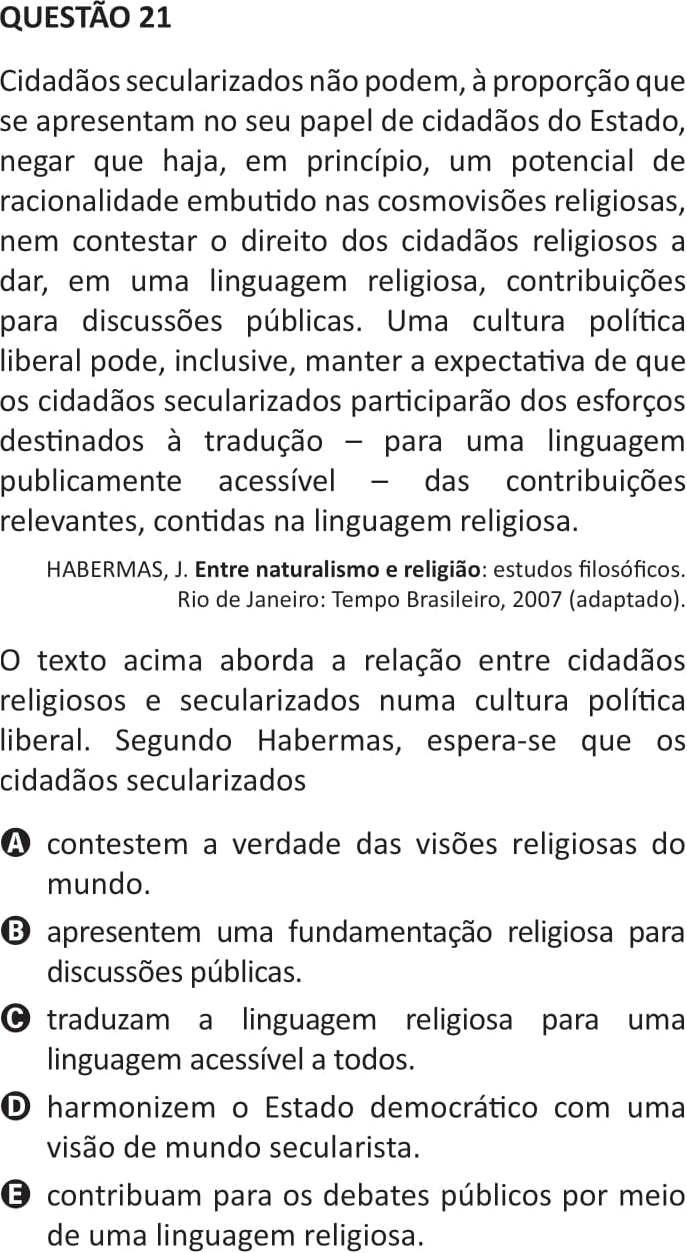 QUESTÃO 21
Cidadãos secularizados não podem, à proporção que
se apresentam no seu papel de cidadãos do Estado,
negar que haja, em princípio, um potencial de
racionalidade embutido nas cosmovisões religiosas,
nem contestar o direito dos cidadãos religiosos a
dar, em uma linguagem religiosa, contribuições
para discussões públicas. Uma cultura política
liberal pode, inclusive, manter a expectativa de que
os cidadãos secularizados participarão dos esforços
destinados à tradução – para uma linguagem
publicamente acessível – das contribuições
relevantes, contidas na linguagem religiosa.
HABERMAS, J. Entre naturalismo e religião: estudos filosóficos.
Rio de Janeiro: Tempo Brasileiro, 2007 (adaptado).
O texto acima aborda a relação entre cidadãos
religiosos e secularizados numa cultura política
liberal. Segundo Habermas, espera-se que os
cidadãos secularizados
A contestem a verdade das visões religiosas do
mundo.
B apresentem uma fundamentação religiosa para
discussões públicas.
C traduzam a linguagem religiosa para uma
linguagem acessível a todos.
D harmonizem o Estado democrático com uma
visão de mundo secularista.
E contribuam para os debates públicos por meio
de uma linguagem religiosa.